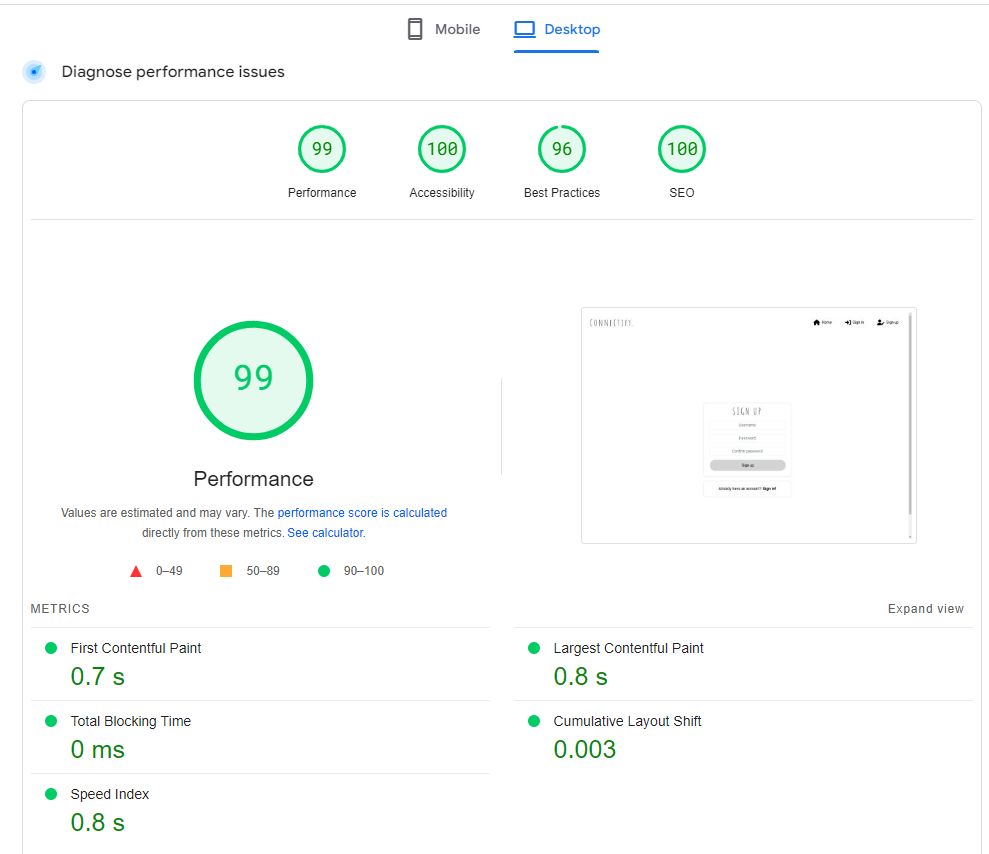 Mobile
Desktop
Diagnose performance issues
99
100
96
100
Performance
Accessibility
Best Practices
SEO
99
Performance
Values are estimated and may vary. The performance score is calculated
directly from these metrics. See calculator.
0–49
50–89
90–100
CONNECTIFY.
Home
Sign in
Sign up
SIGN UP
Username
Password
Confirm password
Sign up
Already have an account? Sign in!
METRICS
Expand view
First Contentful Paint
0.7 s
Largest Contentful Paint
0.8 s
Total Blocking Time
0 ms
Cumulative Layout Shift
0.003
Speed Index
0.8 s